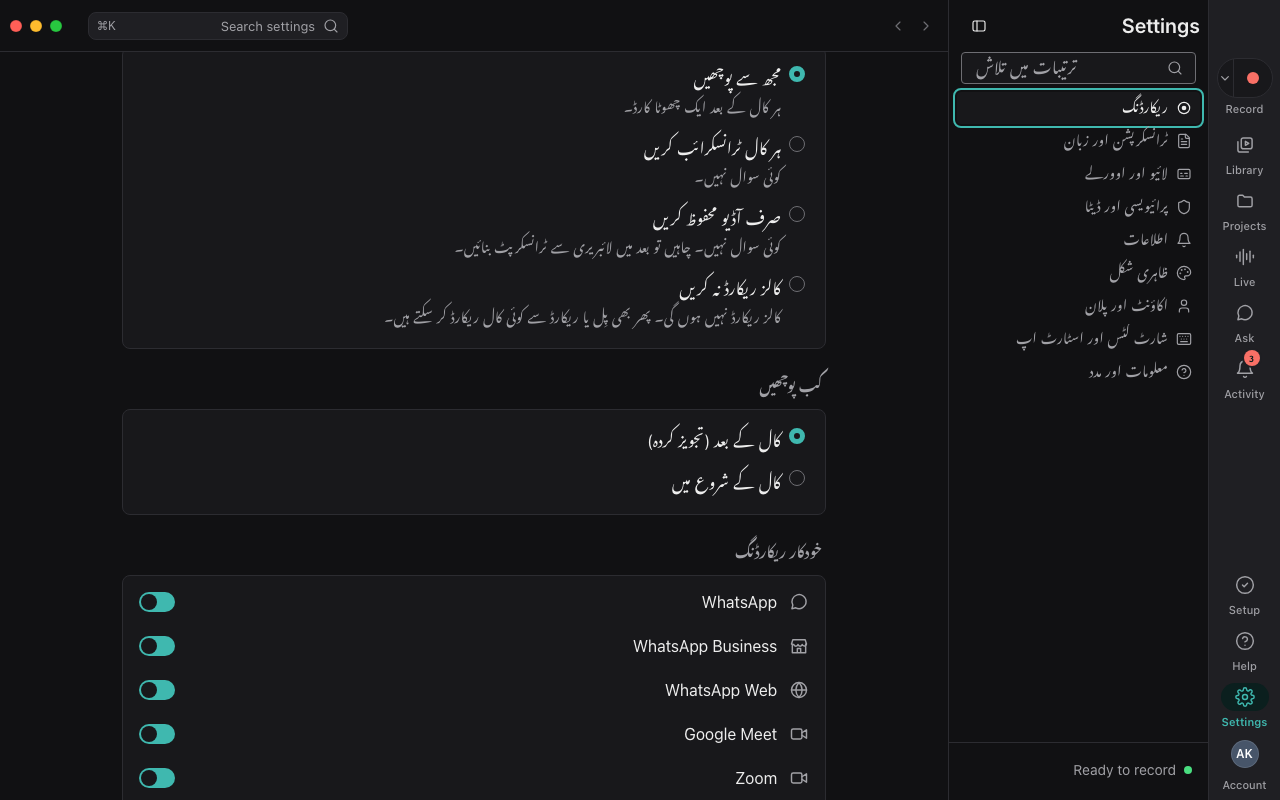 Settings
ترتیبات میں تلاش
ریکارڈنگ
ٹرانسکرپشن اور زبان
لائیو اور اوورلے
پرائیویسی اور ڈیٹا
اطلاعات
ظاہری شکل
اکاؤنٹ اور پلان
شارٹ کٹس اور اسٹارٹ اپ
معلومات اور مدد
Ready to record
Record
Library
Projects
Live
Ask
3
Activity
Setup
Help
Settings
AK
Account
Search settings
⌘K
مجھ سے پوچھیں
ہر کال کے بعد ایک چھوٹا کارڈ۔
ہر کال ٹرانسکرائب کریں
کوئی سوال نہیں۔
صرف آڈیو محفوظ کریں
کوئی سوال نہیں۔ چاہیں تو بعد میں لائبریری سے ٹرانسکرپٹ بنائیں۔
کالز ریکارڈ نہ کریں
کالز ریکارڈ نہیں ہوں گی۔ پھر بھی پِل یا ریکارڈ سے کوئی کال ریکارڈ کر سکتے ہیں۔
کب پوچھیں
کال کے بعد (تجویز کردہ)
کال کے شروع میں
خودکار ریکارڈنگ
WhatsApp
WhatsApp Business
WhatsApp Web
Google Meet
Zoom